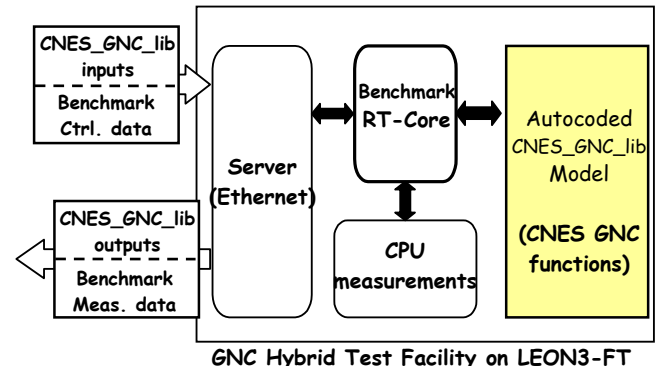 CNES_GNC_lib
inputs
Benchmark
Ctrl. data
CNES_GNC_lib
outputs
Benchmark
Meas. data
Server
(Ethernet)
Benchmark
RT-Core
CPU
measurements
Autocoded
CNES_GNC_lib
Model
(CNES GNC
functions)
GNC Hybrid Test Facility on LEON3-FT